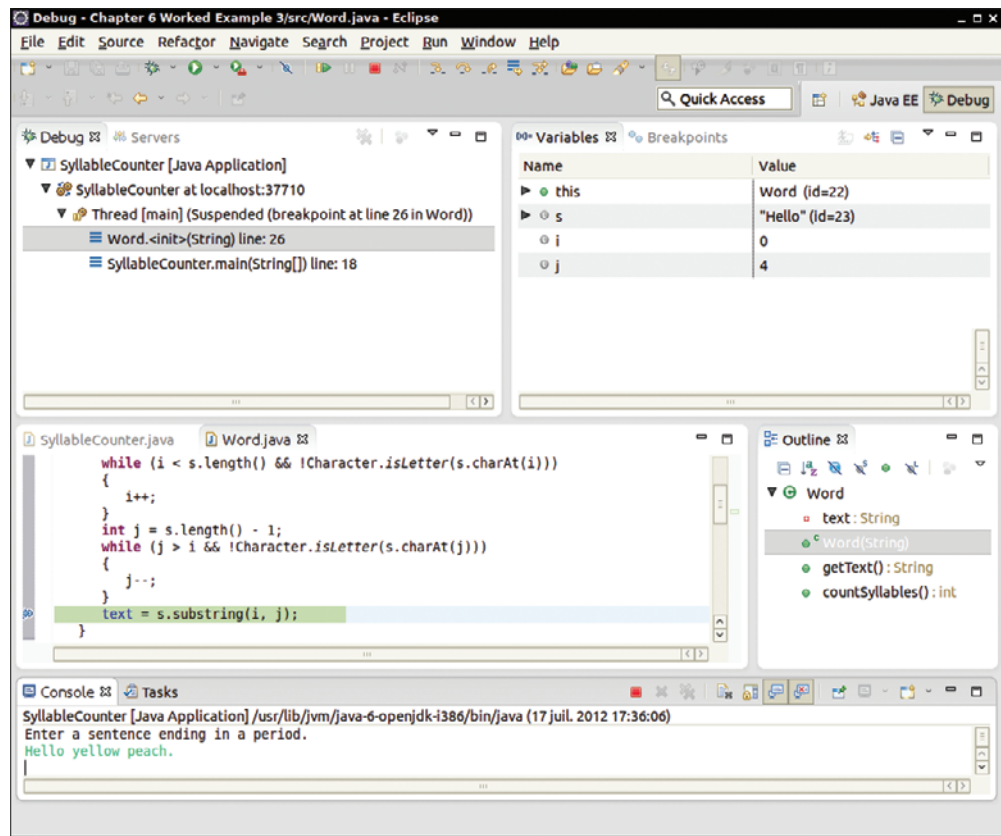 Debug - Chapter 6 Worked Example 3/src/Word.java - Eclipse
File Edit Source Refactor Navigate Search Project Run Window Help
Quick Access
Java EE
Debug
Debug
Servers
SyllableCounter [Java Application]
SyllableCounter at localhost:37710
Thread [main] (Suspended (breakpoint at line 26 in Word))
Word.<init>(String) line: 26
SyllableCounter.main(String[]) line: 18
Variables
Breakpoints
Name Value
this Word (id=22)
s "Hello" (id=23)
i 0
j 4
SyllableCounter.java
Word.java
while (i < s.length() && !Character.isLetter(s.charAt(i)))
{
i++;
}
int j = s.length() - 1;
while (j > i && !Character.isLetter(s.charAt(j)))
{
j--;
}
text = s.substring(i, j);
}
Outline
Word
text : String
Word(String)
getText() : String
countSyllables() : int
Console
Tasks
SyllableCounter [Java Application] /usr/lib/jvm/java-6-openjdk-i386/bin/java (17 juil. 2012 17:36:06)
Enter a sentence ending in a period.
Hello yellow peach.